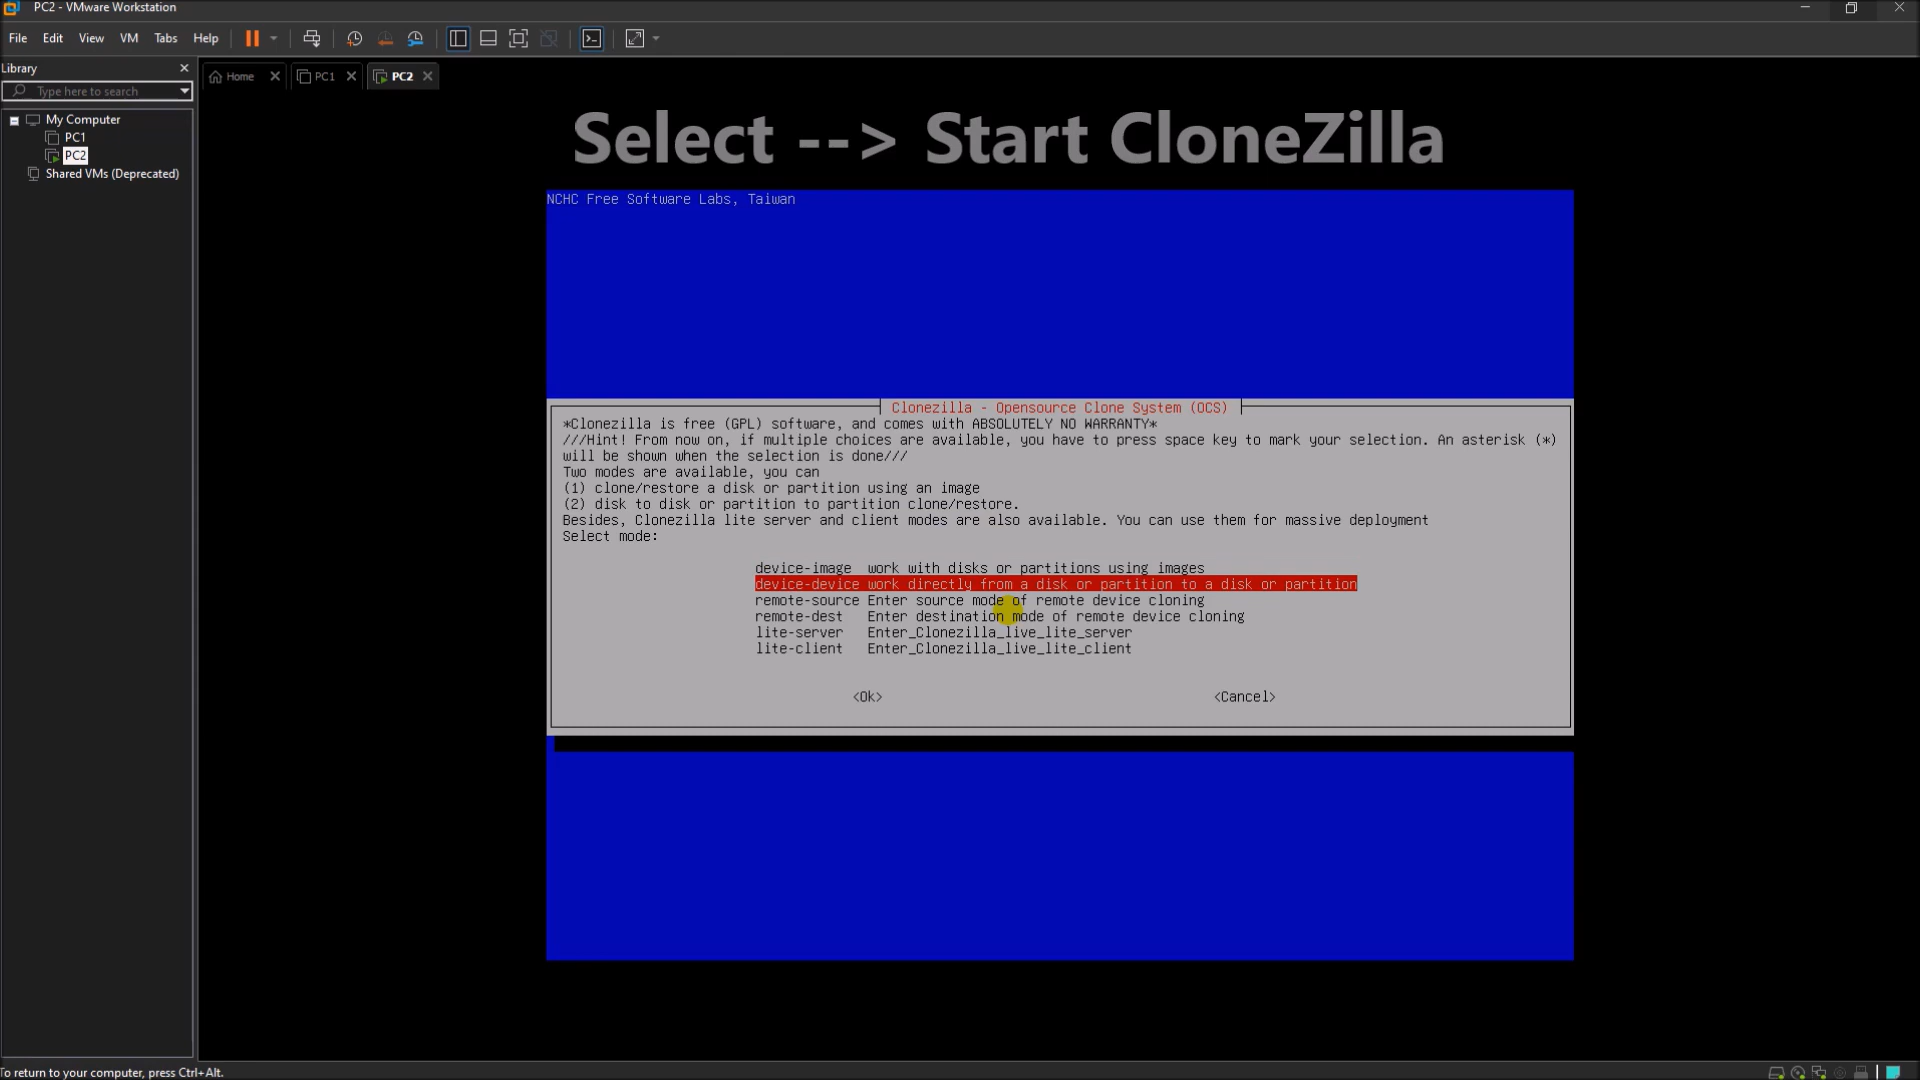 PC2 - VMware Workstation
File Edit View VM Tabs Help
Library
Type here to search
My Computer
PC1
PC2
Shared VMs (Deprecated)
Home PC1 PC2
Select --> Start CloneZilla
NCHC Free Software Labs, Taiwan
Clonezilla - Opensource Clone System (OCS)
*Clonezilla is free (GPL) software, and comes with ABSOLUTELY NO WARRANTY*
///Hint! From now on, if multiple choices are available, you have to press space key to mark your selection. An asterisk (*)
will be shown when the selection is done///
Two modes are available, you can
(1) clone/restore a disk or partition using an image
(2) disk to disk or partition to partition clone/restore.
Besides, Clonezilla lite server and client modes are also available. You can use them for massive deployment
Select mode:
device-image work with disks or partitions using images
device-device work directly from a disk or partition to a disk or partition
remote-source Enter source mode of remote device cloning
remote-dest Enter destination mode of remote device cloning
lite-server Enter_Clonezilla_live_lite_server
lite-client Enter_Clonezilla_live_lite_client
<Ok> <Cancel>
To return to your computer, press Ctrl+Alt.